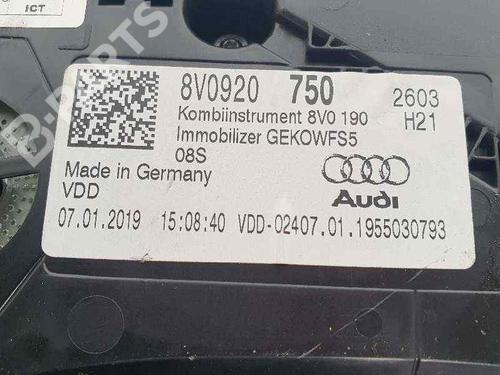 ICT
B-PARTS
8V0920 750 2603
Kombiinstrument 8V0 190 H21
Immobilizer GEKOWFS5
08S
Made in Germany
VDD
Audi
07.01.2019 15:08:40 VDD-02407.01.1955030793